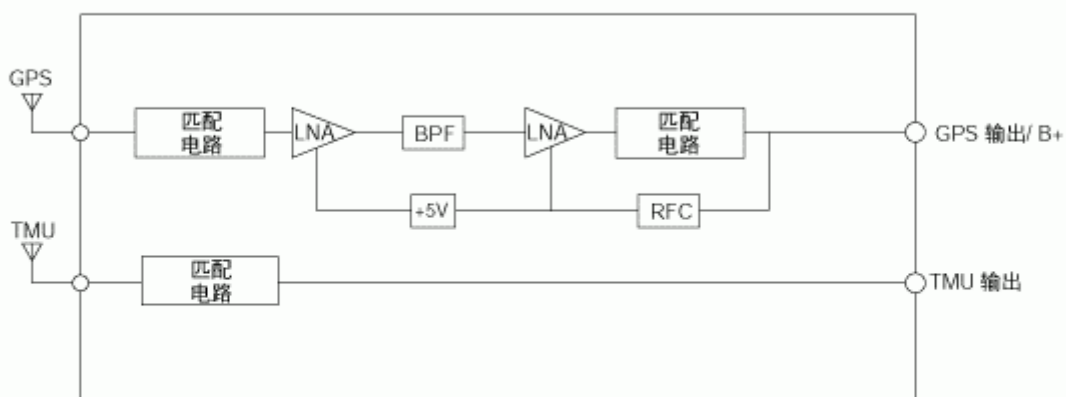 GPS
匹配
电路
LNA
BPF
LNA
匹配
电路
GPS 输出/ B+
+5V
RFC
TMU
匹配
电路
TMU 输出